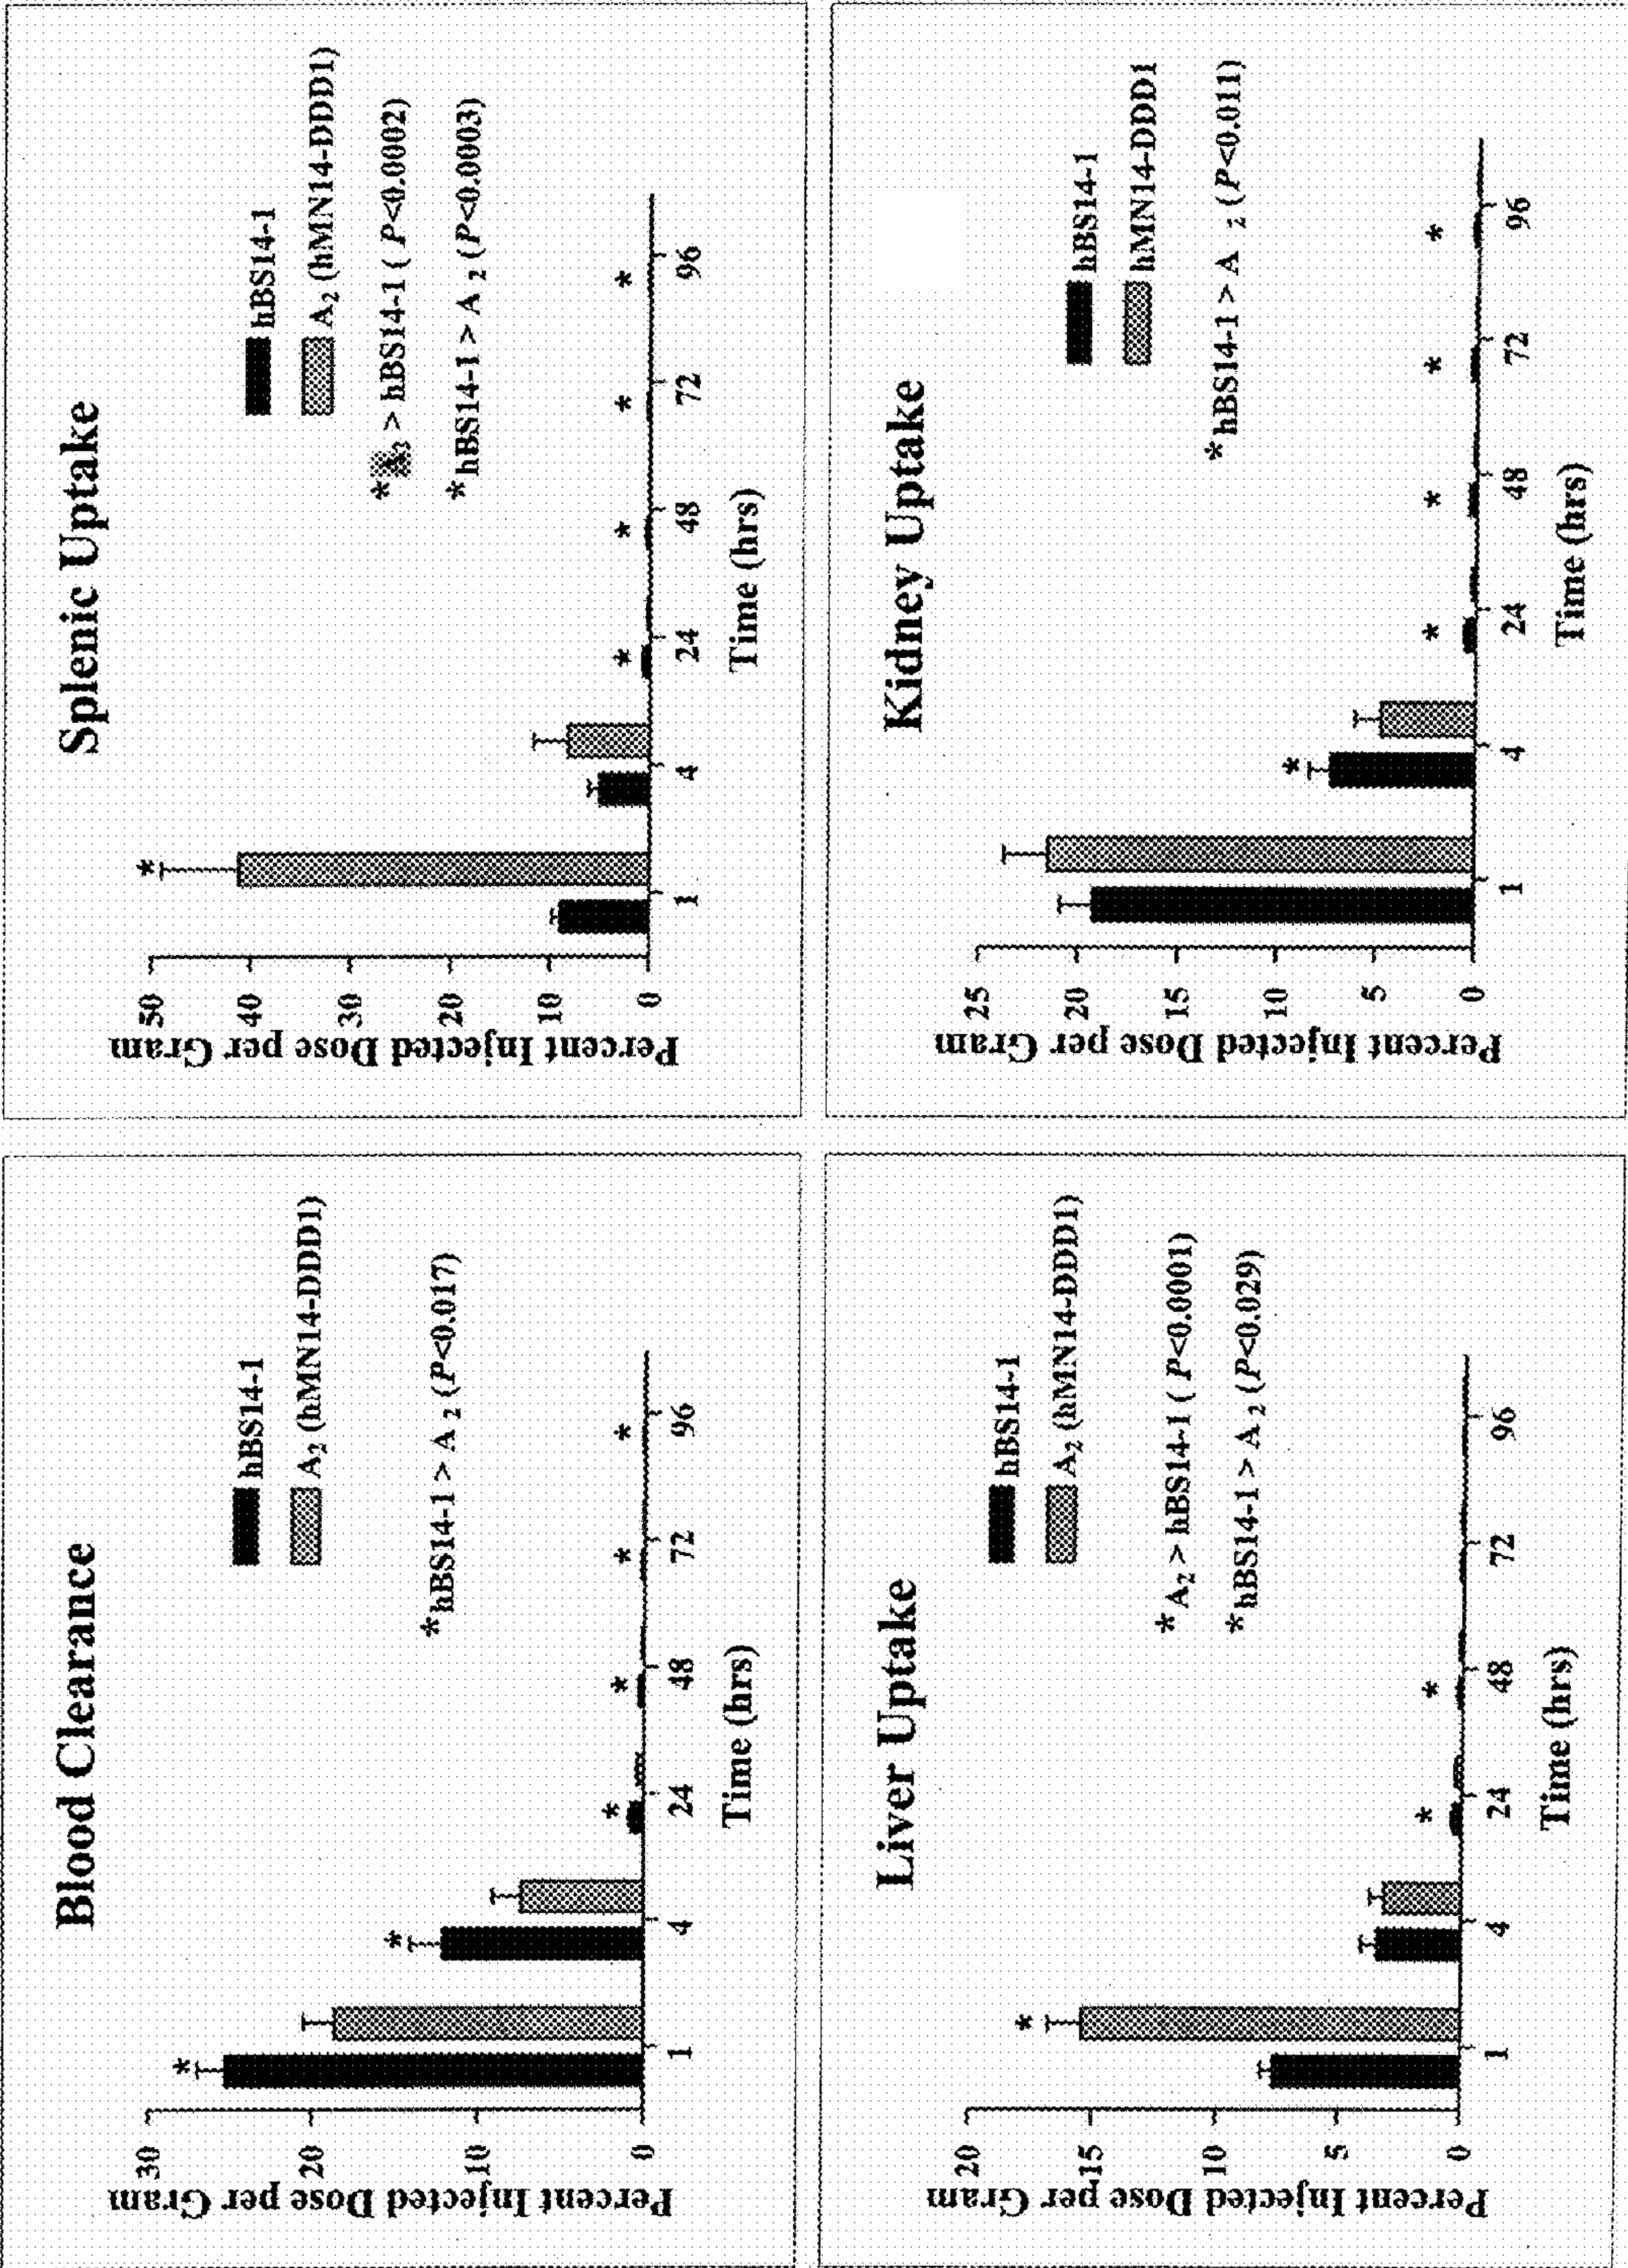 Blood Clearance
Percent Injected Dose per Gram
30
20
10
0
1
4
24
48
72
96
Time (hrs)
hBS14-1
A2 (hMN14-DDD1)
*hBS14-1 > A 2 (P<0.017)
*
*
*
*
*
*
Splenic Uptake
Percent Injected Dose per Gram
50
40
30
20
10
0
1
4
24
48
72
96
Time (hrs)
hBS14-1
A2 (hMN14-DDD1)
* > hBS14-1 ( P<0.0002)
*hBS14-1 > A 2 (P<0.0003)
*
*
*
*
*
Liver Uptake
Percent Injected Dose per Gram
20
15
10
5
0
1
4
24
48
72
96
Time (hrs)
hBS14-1
A2 (hMN14-DDD1)
*A2 > hBS14-1 ( P<0.0001)
*hBS14-1 > A 2 (P<0.029)
*
*
*
Kidney Uptake
Percent Injected Dose per Gram
25
20
15
10
5
0
1
4
24
48
72
96
Time (hrs)
hBS14-1
hMN14-DDD1
*hBS14-1 > A 2 (P<0.011)
*
*
*
*
*